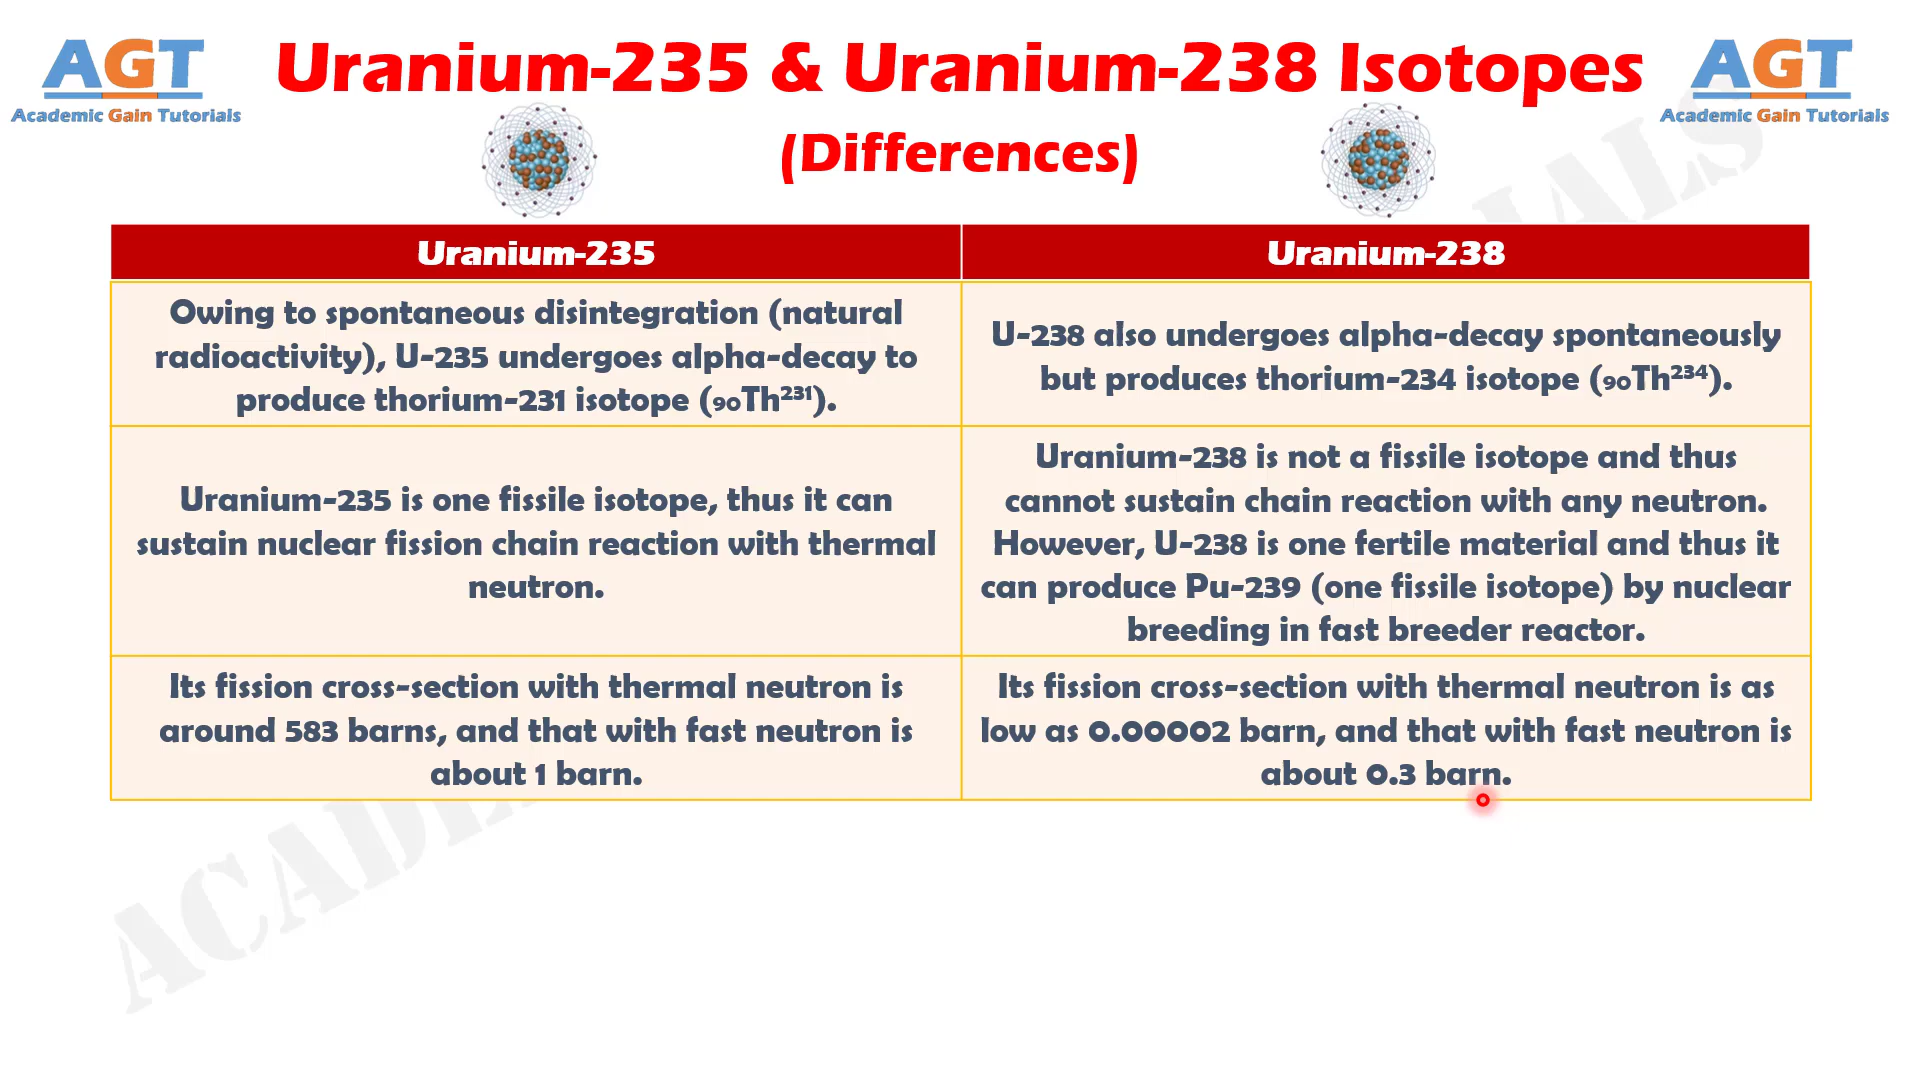 AGT
Academic Gain Tutorials
Uranium-235 & Uranium-238 Isotopes
(Differences)
AGT
Academic Gain Tutorials
Uranium-235
Uranium-238
Owing to spontaneous disintegration (natural
radioactivity), U-235 undergoes alpha-decay to
produce thorium-231 isotope (₉₀Th²³¹).
U-238 also undergoes alpha-decay spontaneously
but produces thorium-234 isotope (₉₀Th²³⁴).
Uranium-235 is one fissile isotope, thus it can
sustain nuclear fission chain reaction with thermal
neutron.
Uranium-238 is not a fissile isotope and thus
cannot sustain chain reaction with any neutron.
However, U-238 is one fertile material and thus it
can produce Pu-239 (one fissile isotope) by nuclear
breeding in fast breeder reactor.
Its fission cross-section with thermal neutron is
around 583 barns, and that with fast neutron is
about 1 barn.
Its fission cross-section with thermal neutron is as
low as 0.00002 barn, and that with fast neutron is
about 0.3 barn.